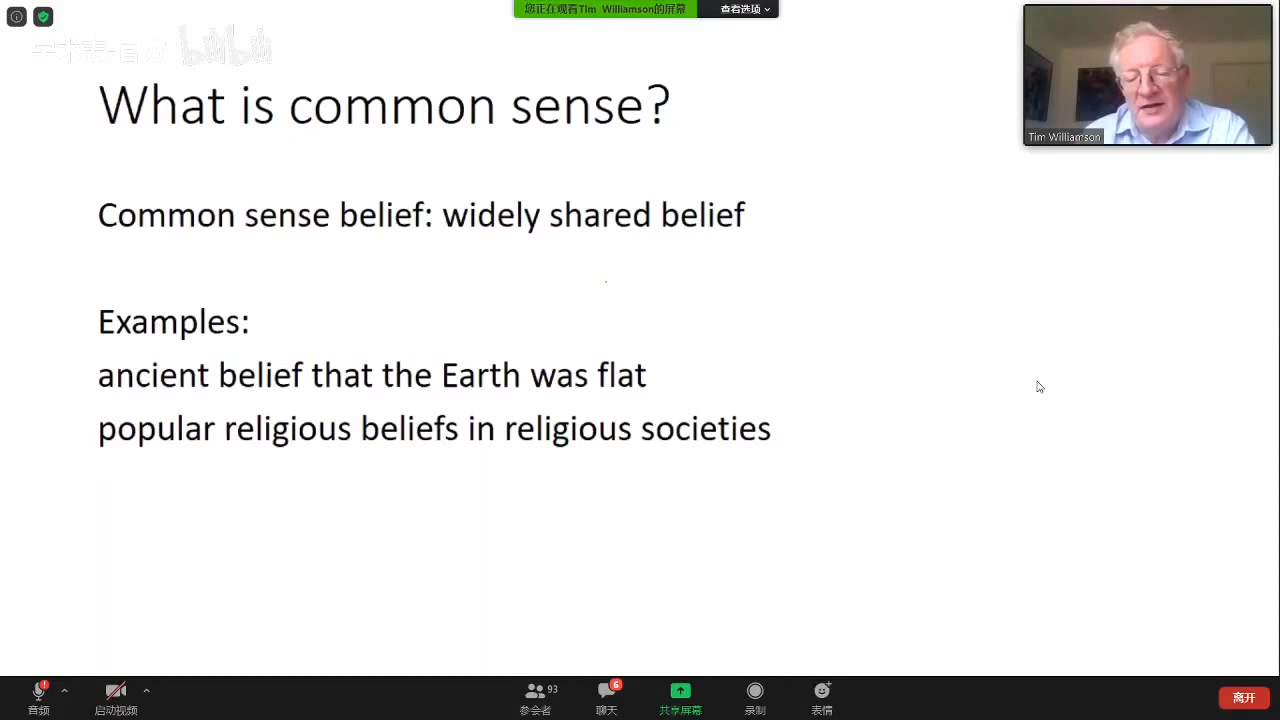 您正在观看Tim Williamson的屏幕
查看选项
bilibili
What is common sense?
Tim Williamson
Common sense belief: widely shared belief
Examples:
ancient belief that the Earth was flat
popular religious beliefs in religious societies
93
6
音频
启动视频
参会者
聊天
共享屏幕
录制
表情
离开